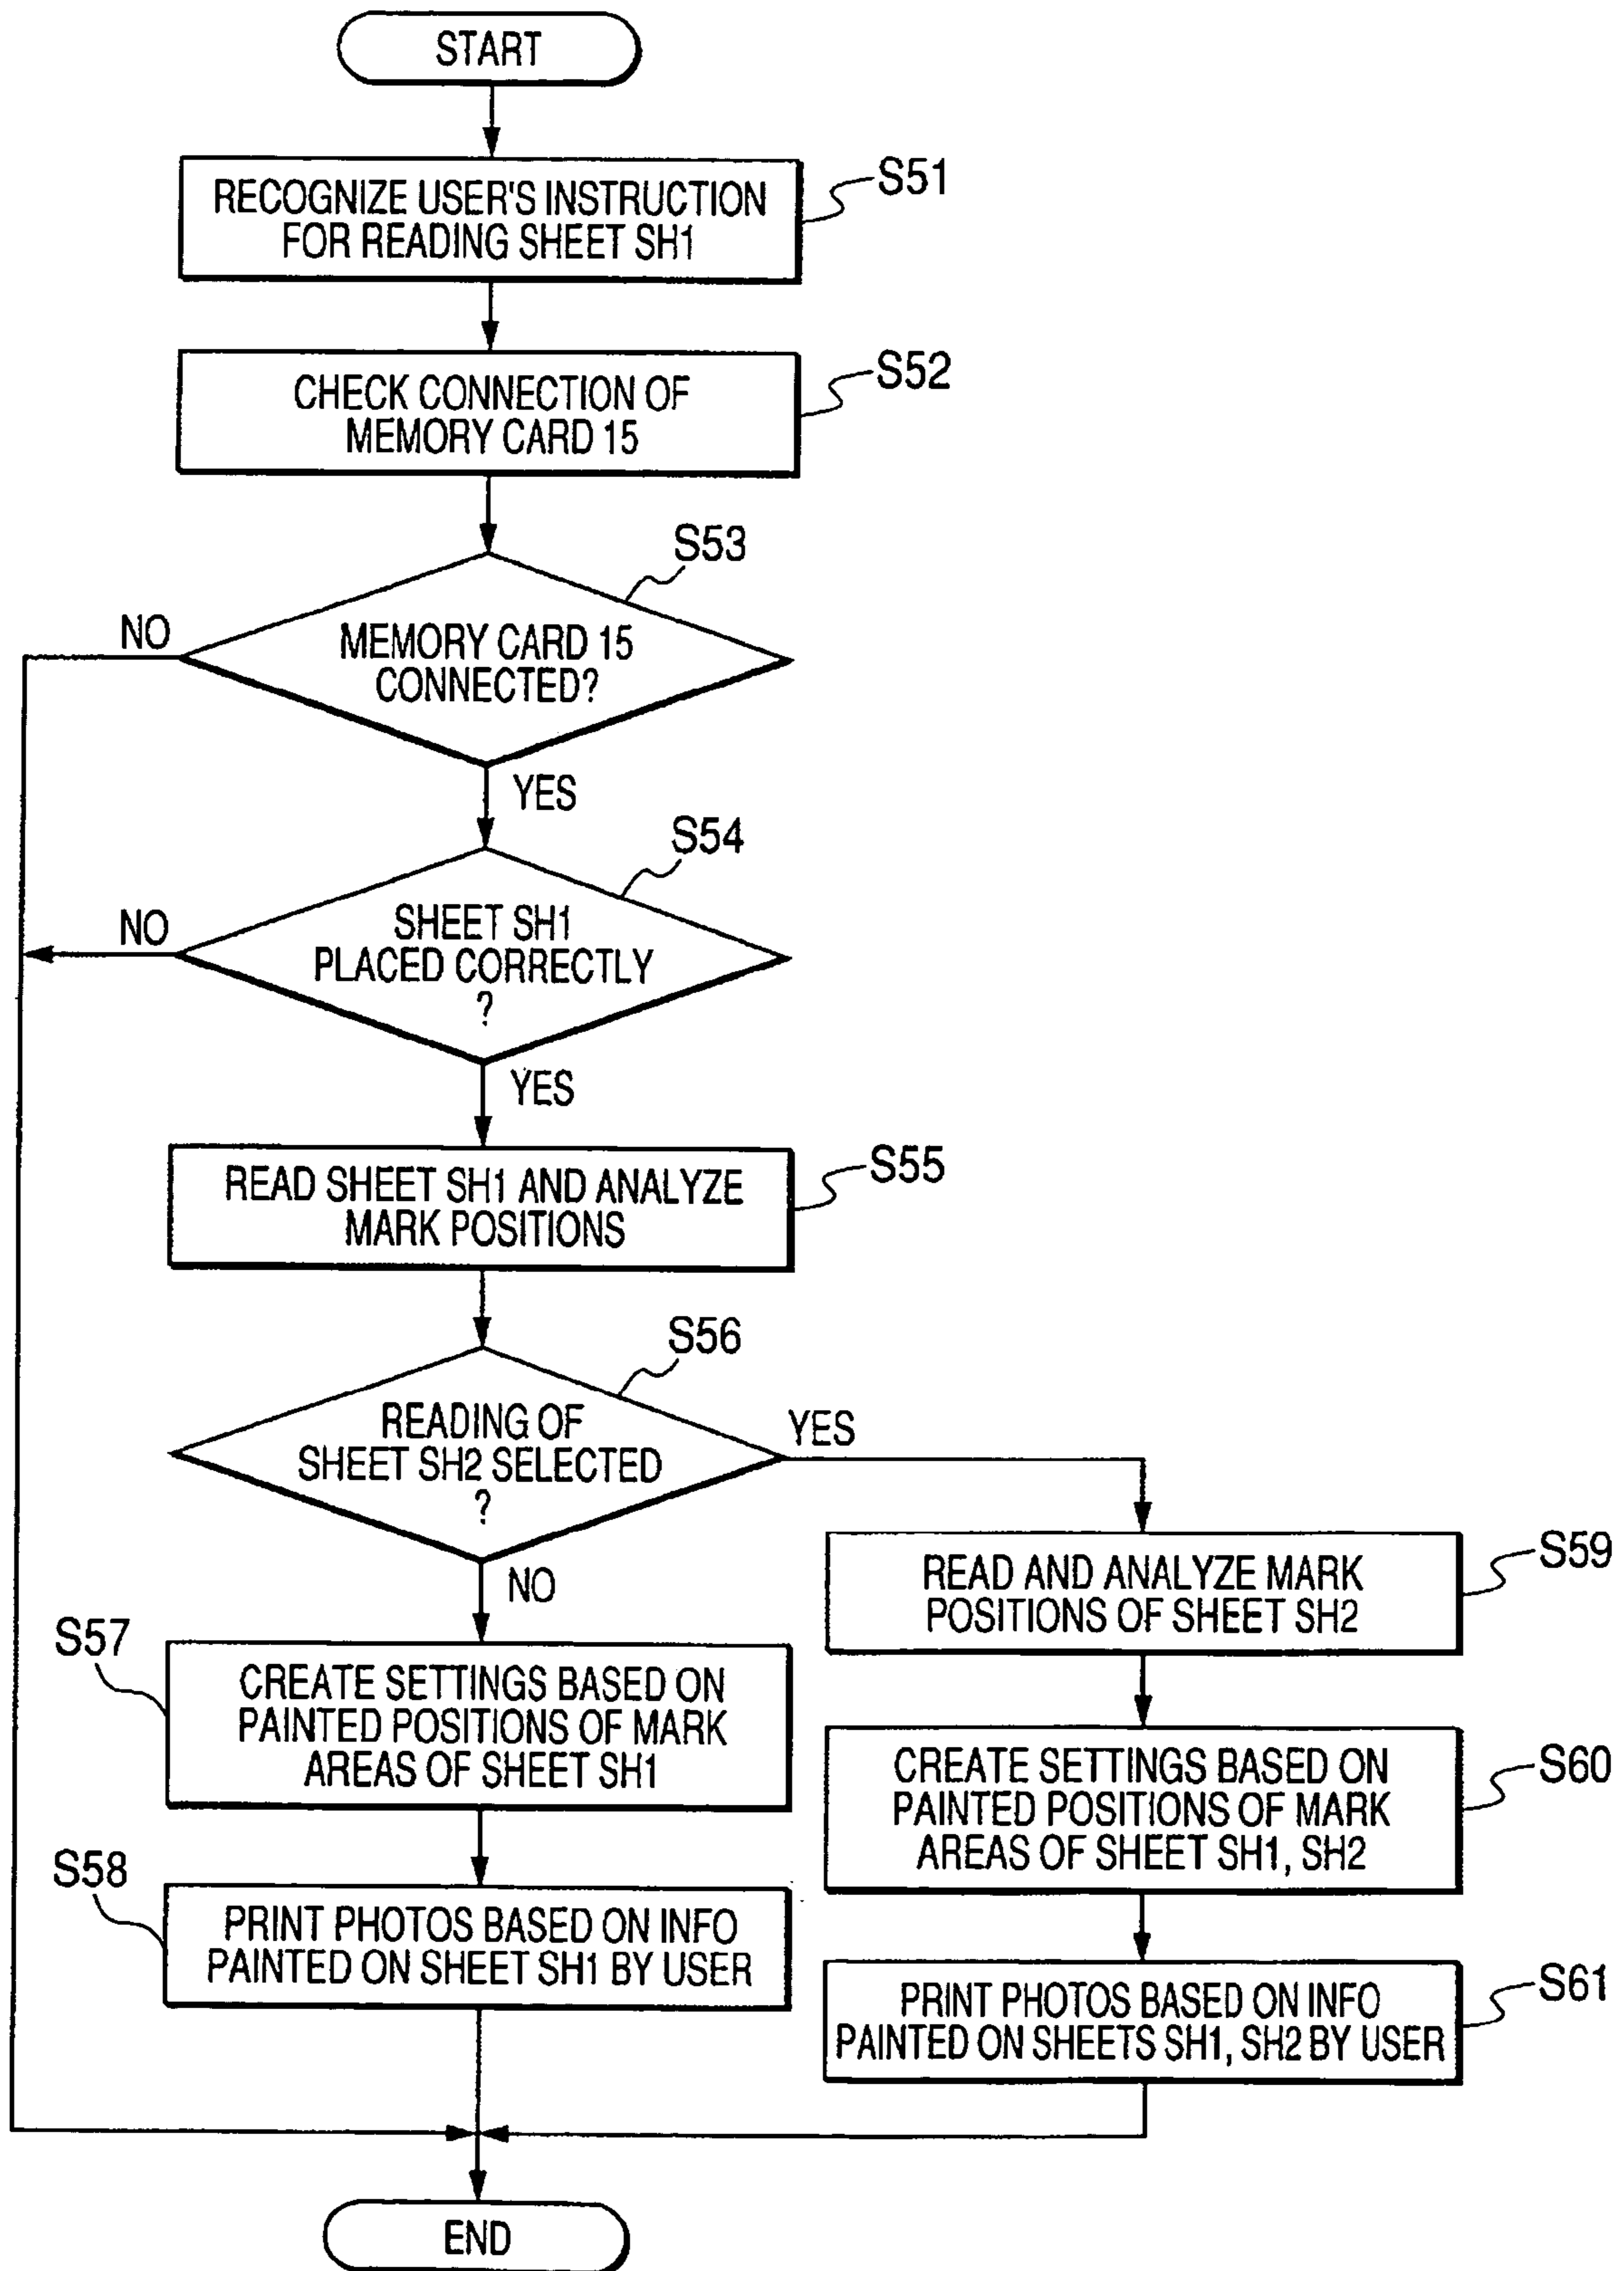 START
RECOGNIZE USER'S INSTRUCTION
FOR READING SHEET SH1
S51
CHECK CONNECTION OF
MEMORY CARD 15
S52
S53
MEMORY CARD 15
CONNECTED?
NO
YES
S54
SHEET SH1
PLACED CORRECTLY
?
NO
YES
READ SHEET SH1 AND ANALYZE
MARK POSITIONS
S55
S56
READING OF
SHEET SH2 SELECTED
?
YES
NO
S57
CREATE SETTINGS BASED ON
PAINTED POSITIONS OF MARK
AREAS OF SHEET SH1
S58
PRINT PHOTOS BASED ON INFO
PAINTED ON SHEET SH1 BY USER
READ AND ANALYZE MARK
POSITIONS OF SHEET SH2
S59
CREATE SETTINGS BASED ON
PAINTED POSITIONS OF MARK
AREAS OF SHEET SH1, SH2
S60
PRINT PHOTOS BASED ON INFO
PAINTED ON SHEETS SH1, SH2 BY USER
S61
END